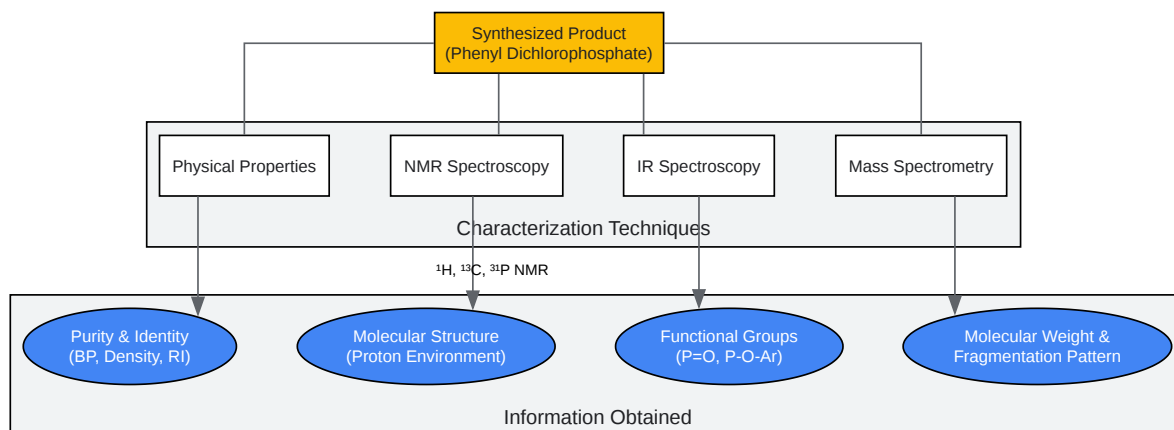 Synthesized Product
(Phenyl Dichlorophosphate)
Physical Properties
NMR Spectroscopy
IR Spectroscopy
Mass Spectrometry
Characterization Techniques
¹H, ¹³C, ³¹P NMR
Purity & Identity
(BP, Density, RI)
Molecular Structure
(Proton Environment)
Functional Groups
(P=O, P-O-Ar)
Molecular Weight &
Fragmentation Pattern
Information Obtained